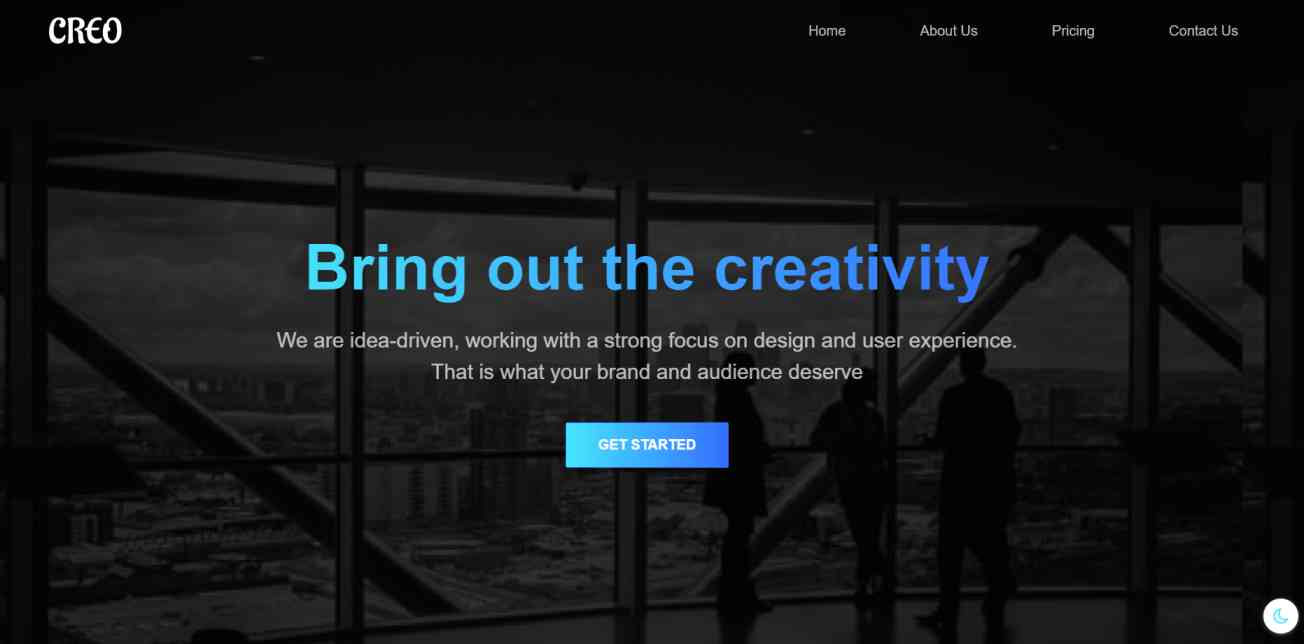 CREO
Home
About Us
Pricing
Contact Us
Bring out the creativity
We are idea-driven, working with a strong focus on design and user experience.
That is what your brand and audience deserve
GET STARTED